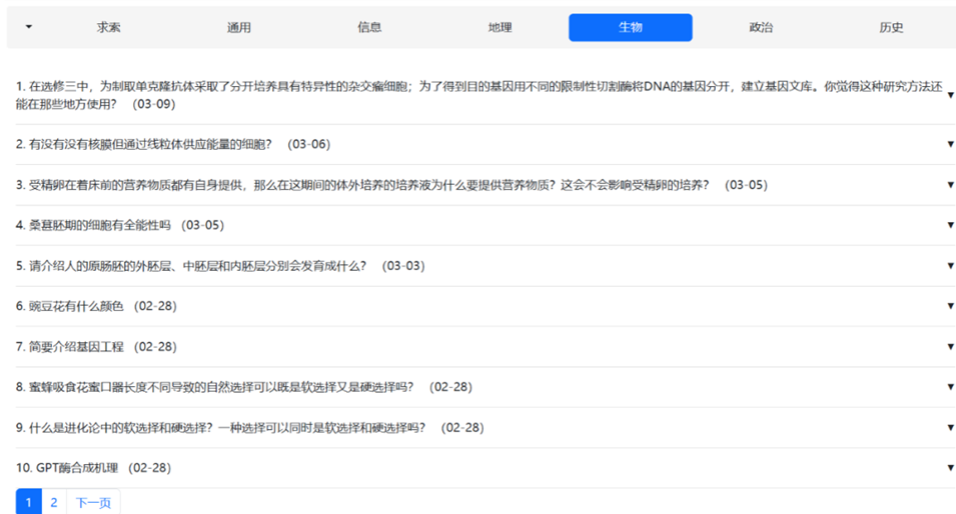 求索 通用 信息 地理 生物 政治 历史
1. 在选修三中，为制取单克隆抗体采取了分开培养具有特异性的杂交瘤细胞；为了得到目的基因用不同的限制性切割酶将DNA的基因分开，建立基因文库。你觉得这种研究方法还
能在那些地方使用？ （03-09）
2. 有没有没有核膜但通过线粒体供应能量的细胞？ （03-06）
3. 受精卵在着床前的营养物质都有自身提供，那么在这期间的体外培养的培养液为什么要提供营养物质？这会不会影响受精卵的培养？ （03-05）
4. 桑葚胚期的细胞有全能性吗 （03-05）
5. 请介绍人的原肠胚的外胚层、中胚层和内胚层分别会发育成什么？ （03-03）
6. 豌豆花有什么颜色 （02-28）
7. 简要介绍基因工程 （02-28）
8. 蜜蜂吸食花蜜口器长度不同导致的自然选择可以既是软选择又是硬选择吗？ （02-28）
9. 什么是进化论中的软选择和硬选择？一种选择可以同时是软选择和硬选择吗？ （02-28）
10. GPT酶合成机理 （02-28）
1 2 下一页